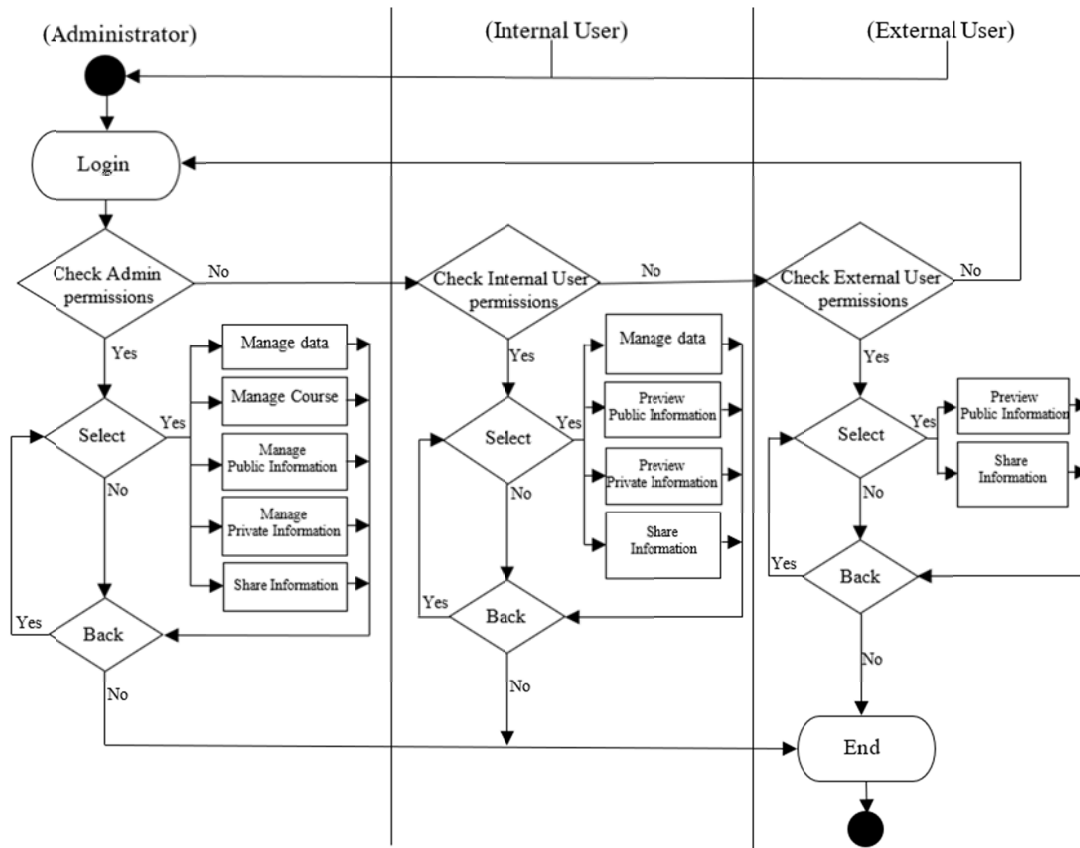 (Administrator)
(Internal User)
(External User)
Login
Check Admin
permissions
No
Check Internal User
permissions
No
Check External User
permissions
No
Yes
Yes
Yes
Select
Yes
Manage data
Manage Course
Manage
Public Information
Manage
Private Information
Share Information
No
Yes
Back
No
Select
Yes
Manage data
Preview
Public Information
Preview
Private Information
Share
Information
No
Yes
Back
No
Select
Yes
Preview
Public Information
Share
Information
No
Yes
Back
No
End